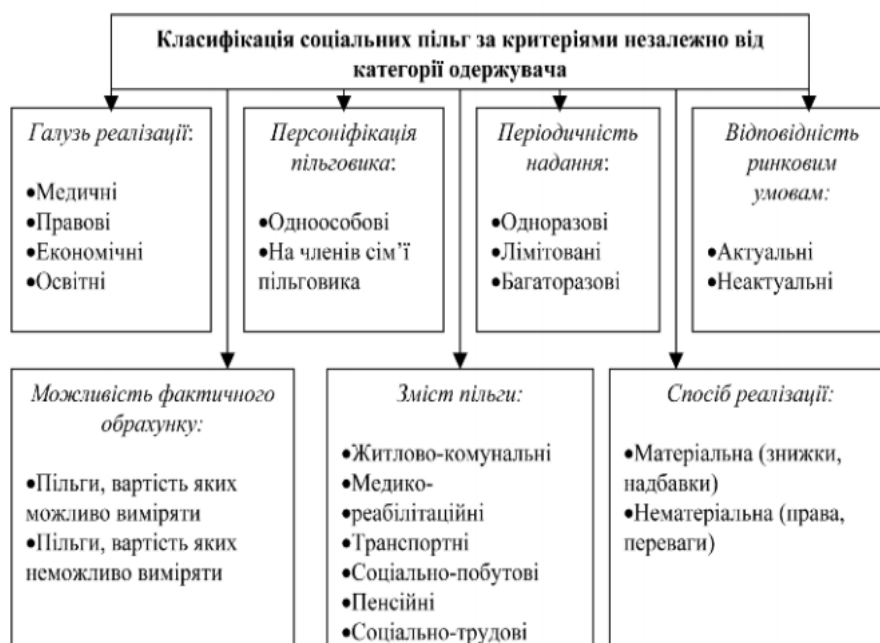 Класифікація соціальних пільг за критеріями незалежно від
категорії одержувача
Галузь реалізації:
•Медичні
•Правові
•Економічні
•Освітні
Персоніфікація
пільговика:
•Одноособові
•На членів сім’ї
пільговика
Періодичність
надання:
•Одноразові
•Лімітовані
•Багаторазові
Відповідність
ринковим
умовам:
•Актуальні
•Неактуальні
Можливість фактичного
обрахунку:
•Пільги, вартість яких
можливо виміряти
•Пільги, вартість яких
неможливо виміряти
Зміст пільги:
•Житлово-комунальні
•Медико-
реабілітаційні
•Транспортні
•Соціально-побутові
•Пенсійні
•Соціально-трудові
Спосіб реалізації:
•Матеріальна (знижки,
надбавки)
•Нематеріальна (права,
переваги)